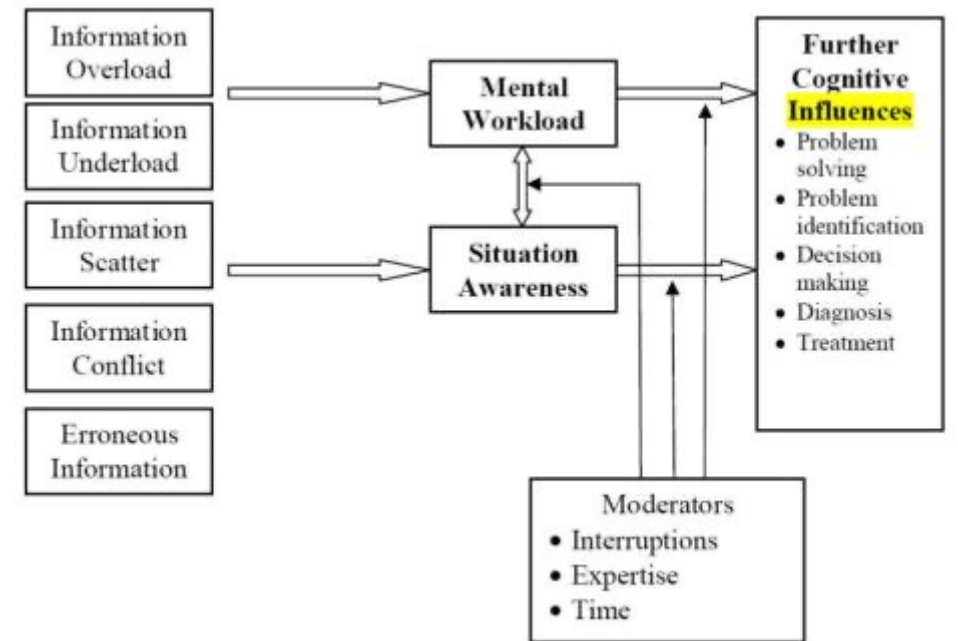 Information
Overload
Information
Underload
Information
Scatter
Information
Conflict
Erroneous
Information
Mental
Workload
Situation
Awareness
Further
Cognitive
Influences
• Problem
solving
• Problem
identification
• Decision
making
• Diagnosis
• Treatment
Moderators
• Interruptions
• Expertise
• Time